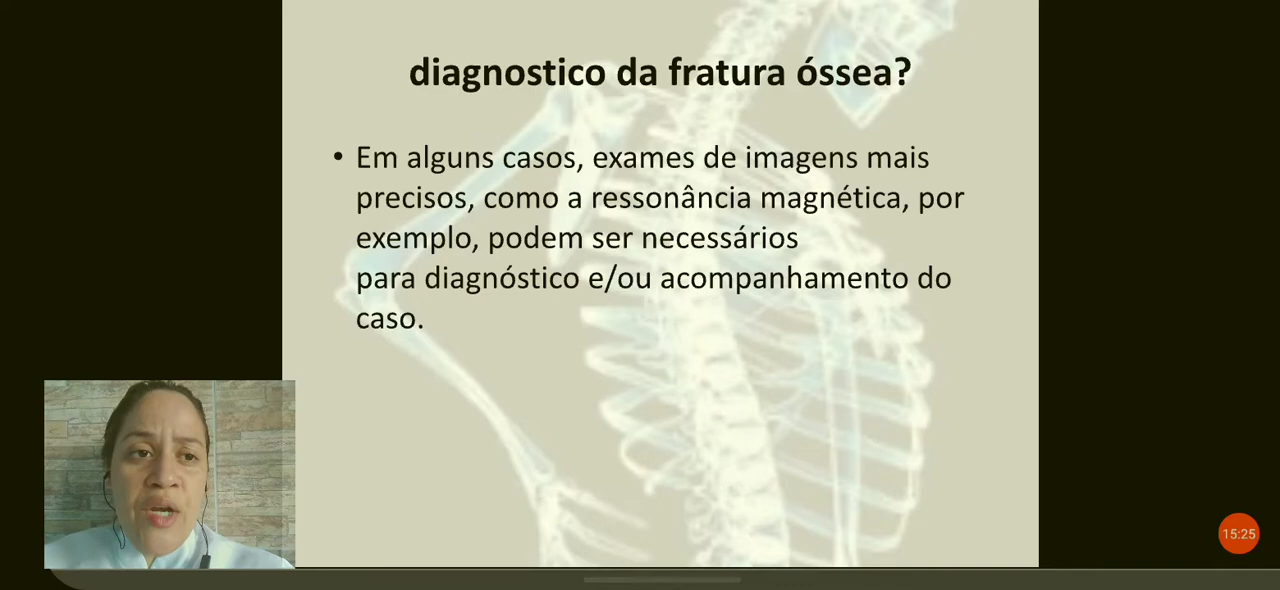 diagnostico da fratura óssea?
• Em alguns casos, exames de imagens mais
precisos, como a ressonância magnética, por
exemplo, podem ser necessários
para diagnóstico e/ou acompanhamento do
caso.
15:25